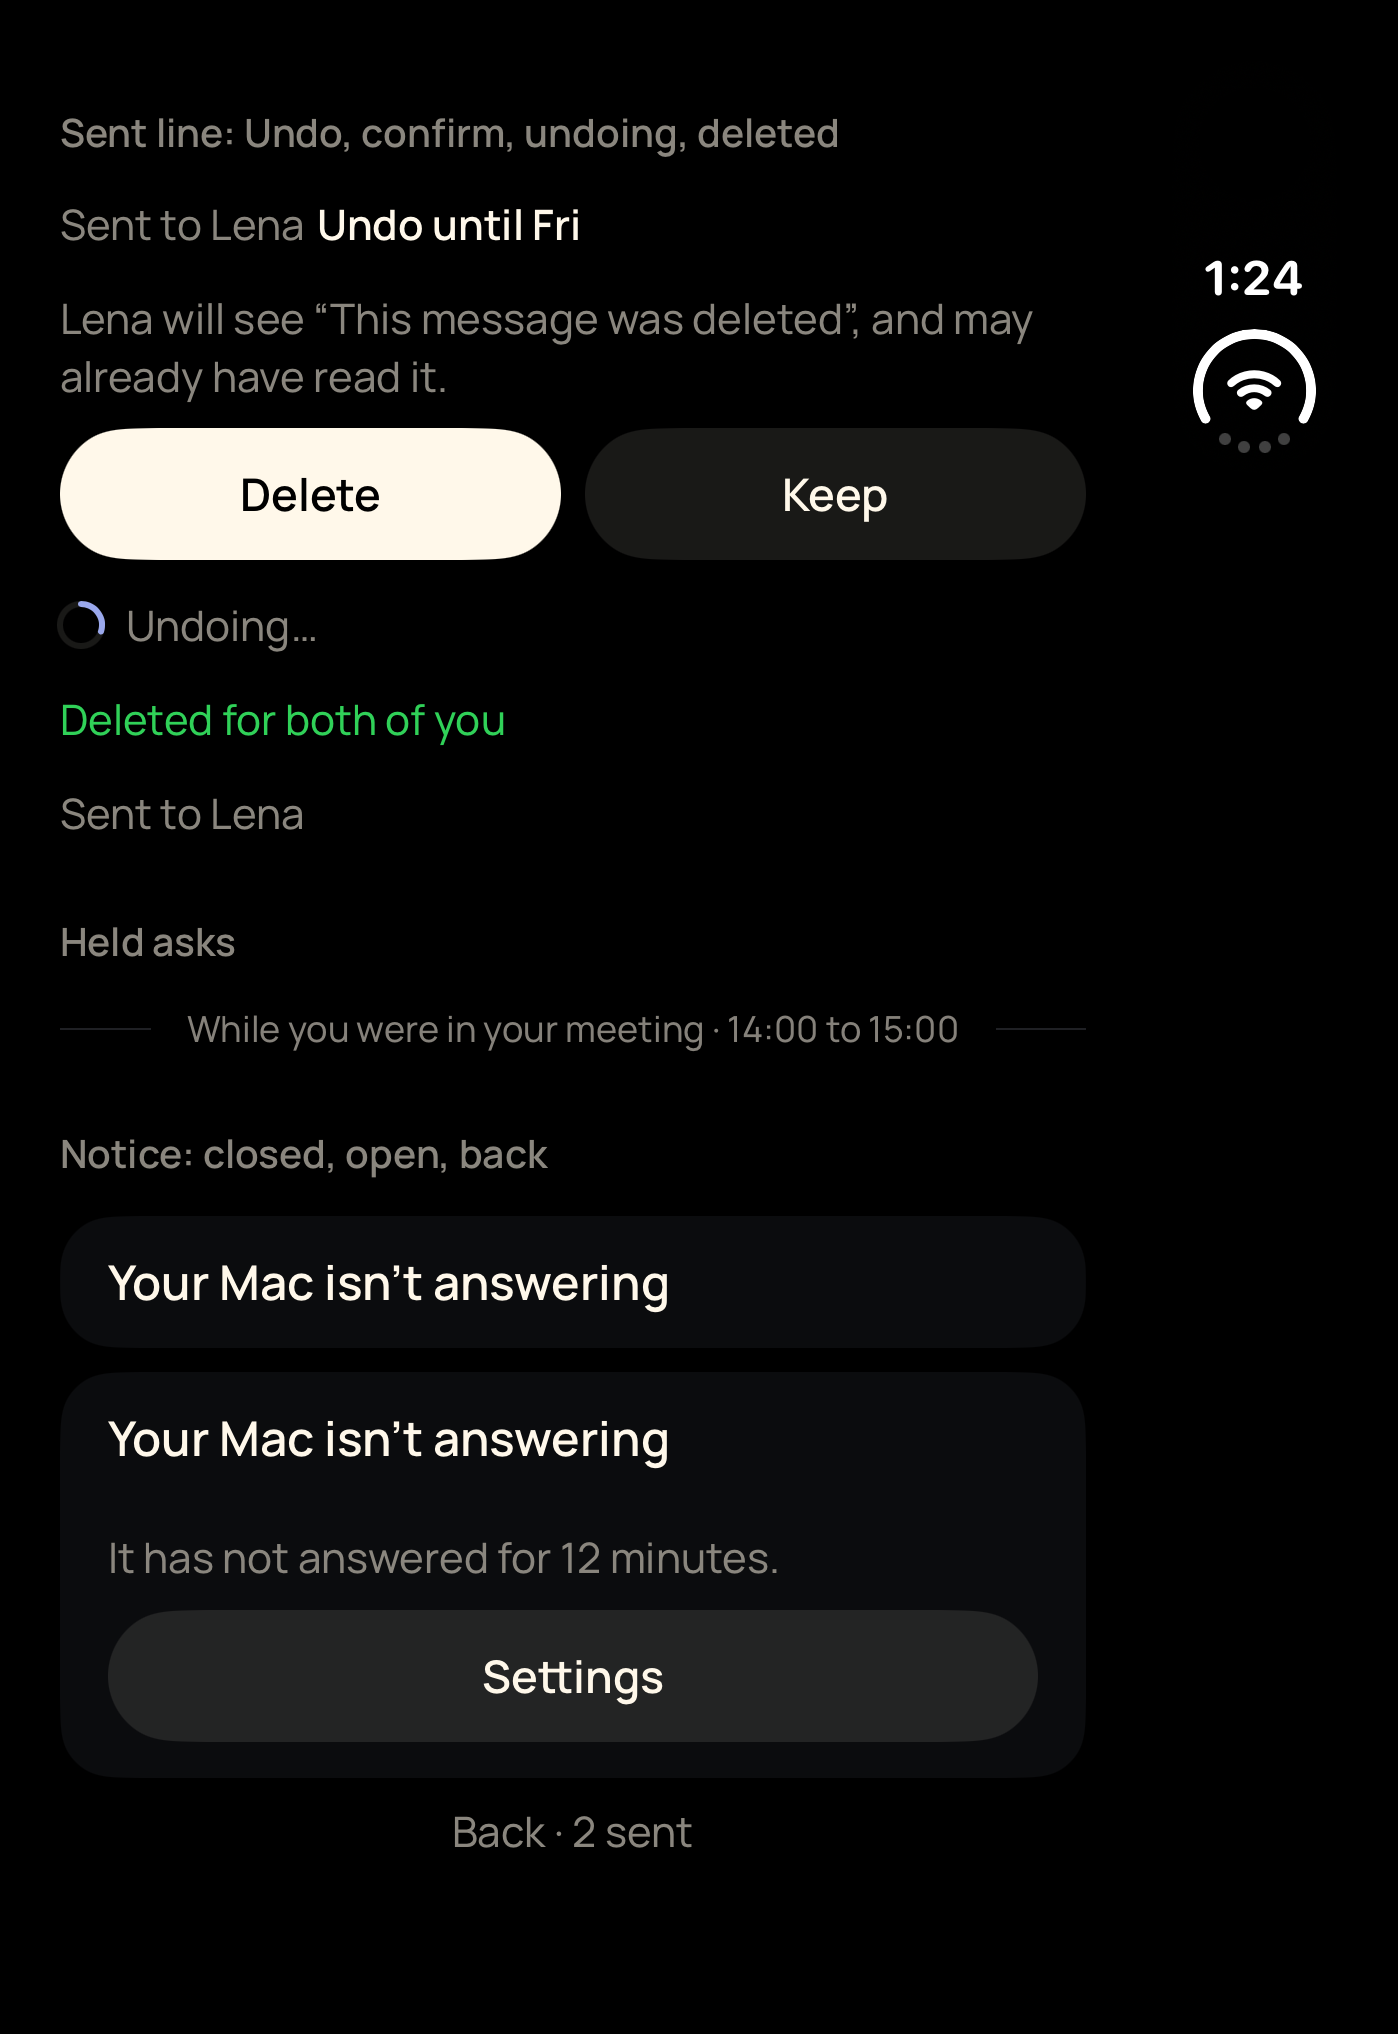 Sent line: Undo, confirm, undoing, deleted
Sent to Lena Undo until Fri
1:24
Lena will see “This message was deleted”, and may
already have read it.
Delete
Keep
Undoing…
Deleted for both of you
Sent to Lena
Held asks
While you were in your meeting · 14:00 to 15:00
Notice: closed, open, back
Your Mac isn’t answering
Your Mac isn’t answering
It has not answered for 12 minutes.
Settings
Back · 2 sent